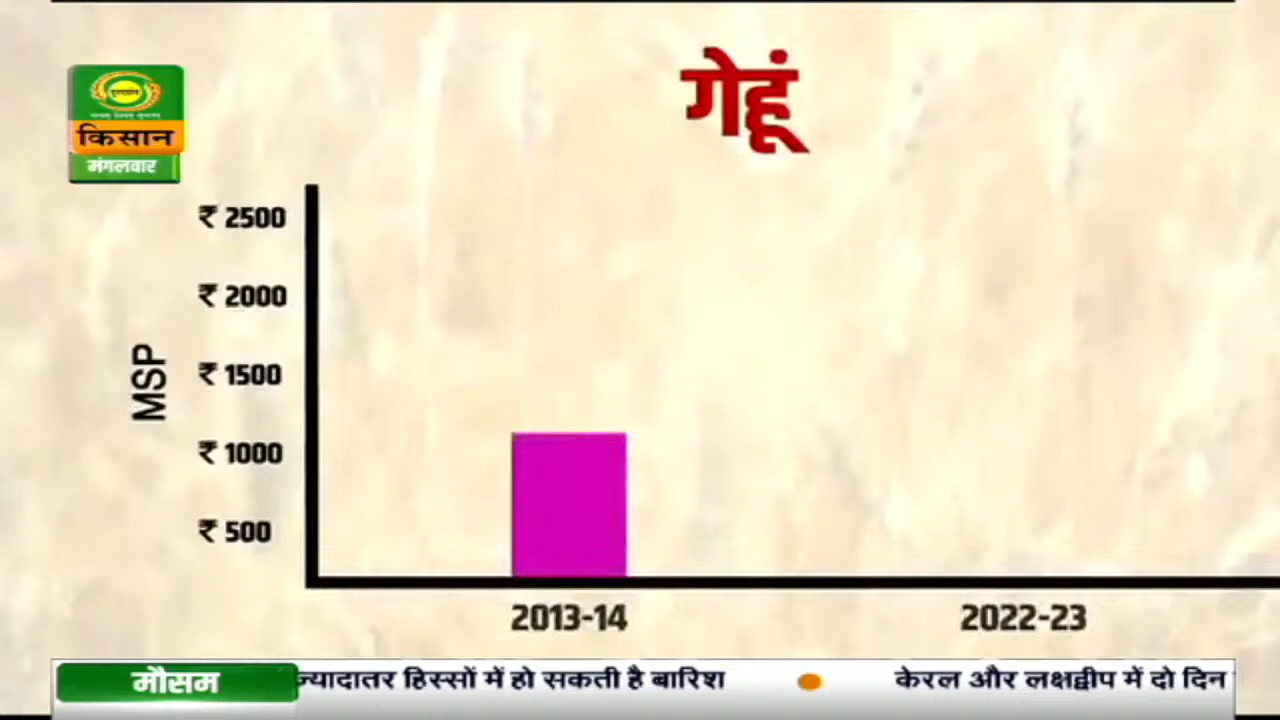 गेहूं
किसान
मंगलवार
₹ 2500
₹ 2000
₹ 1500
₹ 1000
₹ 500
MSP
2013-14
2022-23
मौसम
ज्यादातर हिस्सों में हो सकती है बारिश
केरल और लक्षद्वीप में दो दिन